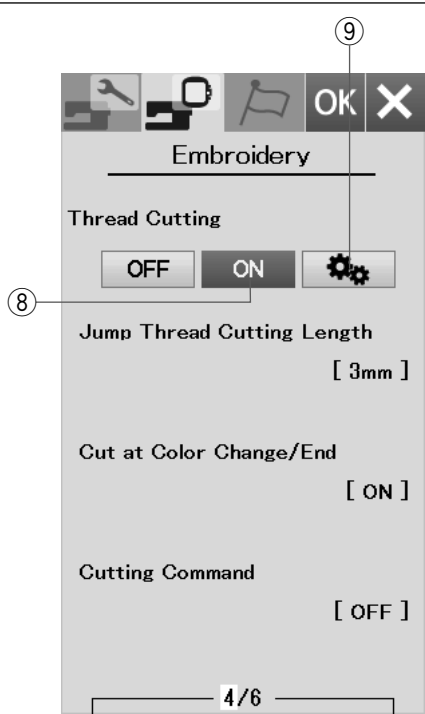 ⑨
OK
Embroidery
Thread Cutting
OFF ON
⑧
Jump Thread Cutting Length
[ 3mm ]
Cut at Color Change/End
[ ON ]
Cutting Command
[ OFF ]
4/6